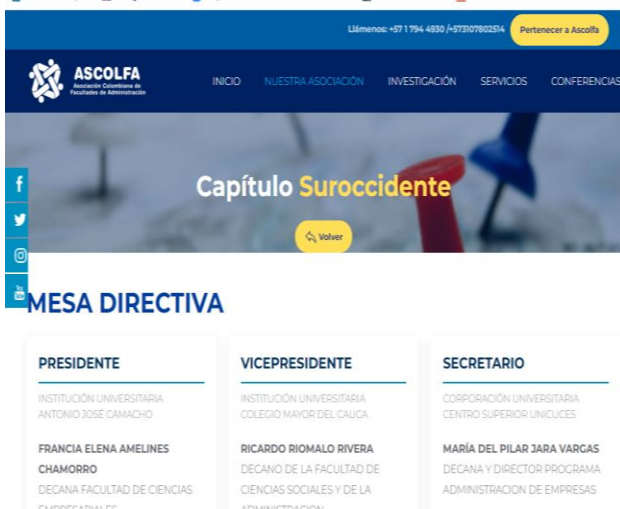 Llámenos: +57 1 794 4930 /+573107802514
Pertenecer a Ascolfa
ASCOLFA
Asociación Colombiana de
Facultades de Administración
INICIO NUESTRA ASOCIACIÓN INVESTIGACIÓN SERVICIOS CONFERENCIAS
Capítulo Suroccidente
Volver
MESA DIRECTIVA
PRESIDENTE
INSTITUCIÓN UNIVERSITARIA
ANTONIO JOSÉ CAMACHO
FRANCIA ELENA AMELINES
CHAMORRO
DECANA FACULTAD DE CIENCIAS
EMPRESARIALES
VICEPRESIDENTE
INSTITUCIÓN UNIVERSITARIA
COLEGIO MAYOR DEL CAUCA
RICARDO RIOMALO RIVERA
DECANO DE LA FACULTAD DE
CIENCIAS SOCIALES Y DE LA
ADMINISTRACION
SECRETARIO
CORPORACIÓN UNIVERSITARIA
CENTRO SUPERIOR UNICUCES
MARÍA DEL PILAR JARA VARGAS
DECANA Y DIRECTOR PROGRAMA
ADMINISTRACION DE EMPRESAS